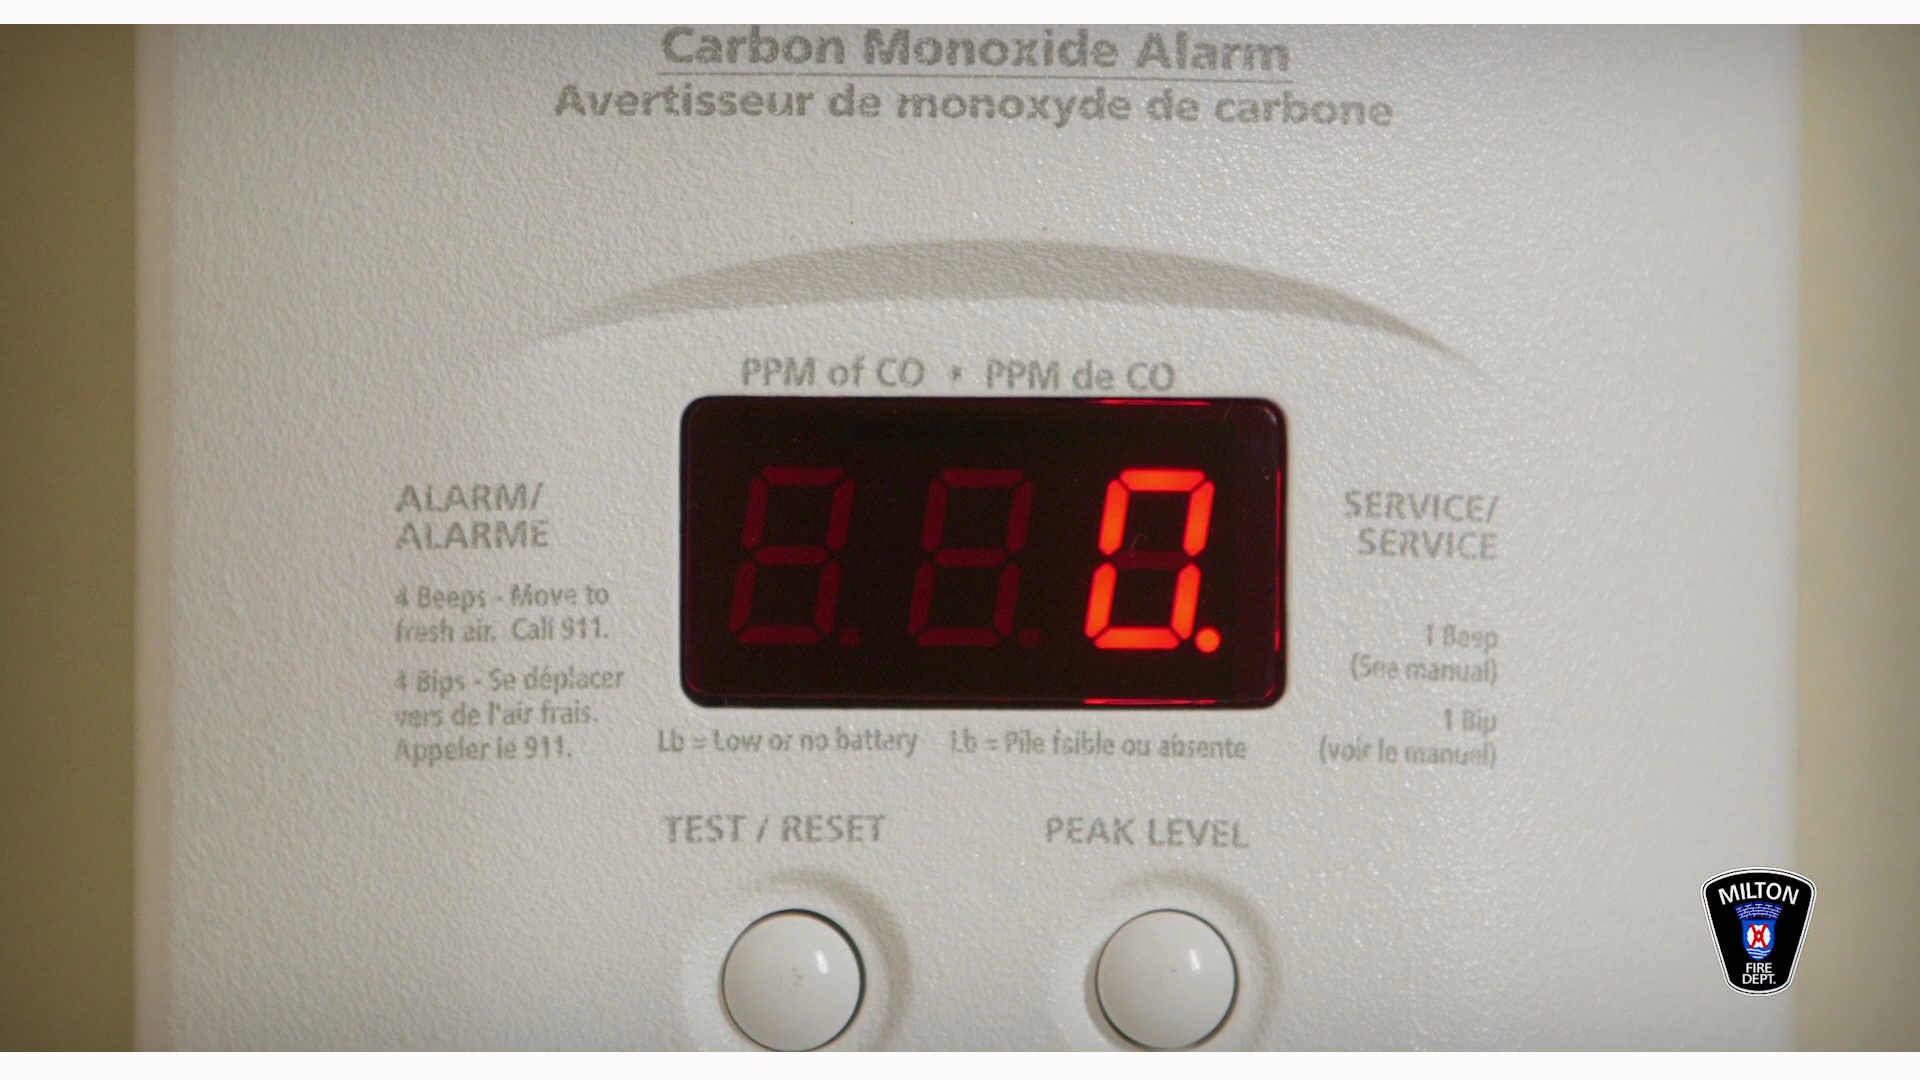 Carbon Monoxide Alarm
Avertisseur de monoxyde de carbone
PPM of CO * PPM de CO
ALARM/
ALARME
4 Beeps - Move to
fresh air. Call 911.
4 Bips - Se déplacer
vers de l'air frais.
Appeler le 911.
0.
SERVICE/
SERVICE
1 Beep
(See manual)
1 Bip
(voir le manuel)
Lb = Low or no battery Lb = Pile faible ou absente
TEST / RESET
PEAK LEVEL
MILTON
FIRE
DEPT.